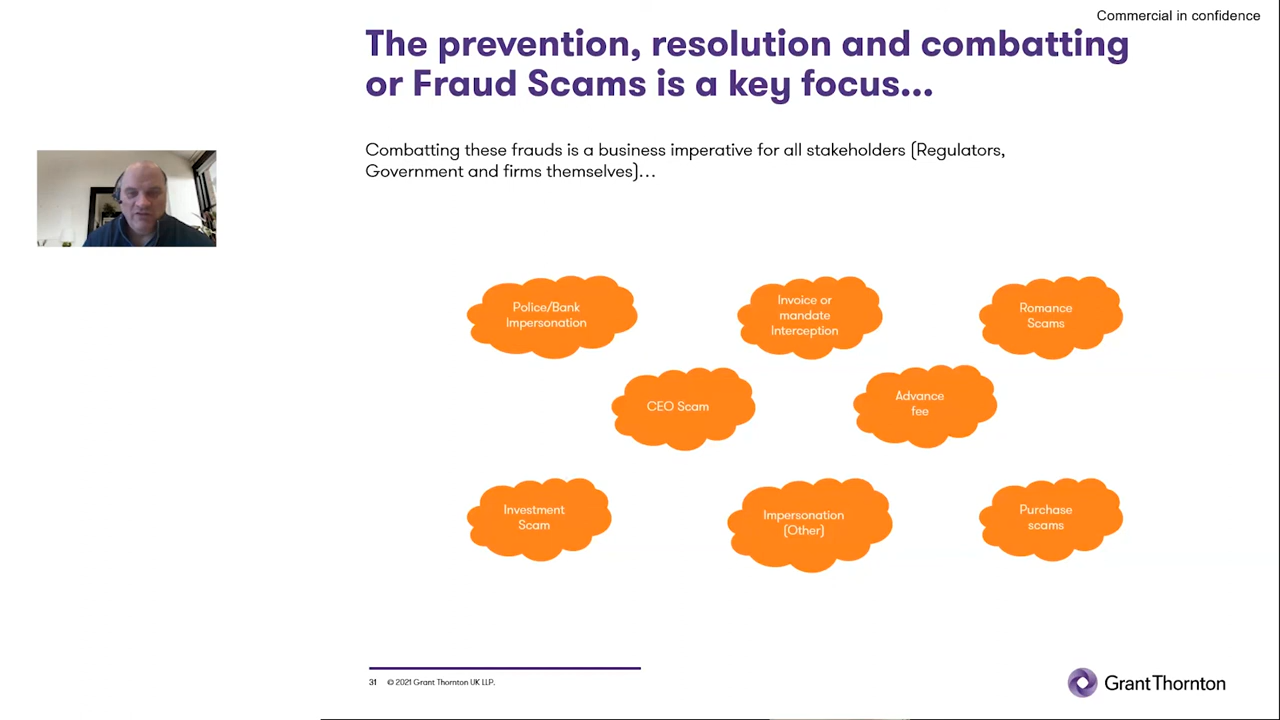 Commercial in confidence
The prevention, resolution and combatting
or Fraud Scams is a key focus...
Combatting these frauds is a business imperative for all stakeholders (Regulators,
Government and firms themselves)...
Police/Bank
Impersonation
Invoice or
mandate
Interception
Romance
Scams
CEO Scam
Advance
fee
Investment
Scam
Impersonation
(Other)
Purchase
scams
31 © 2021 Grant Thornton UK LLP.
GrantThornton